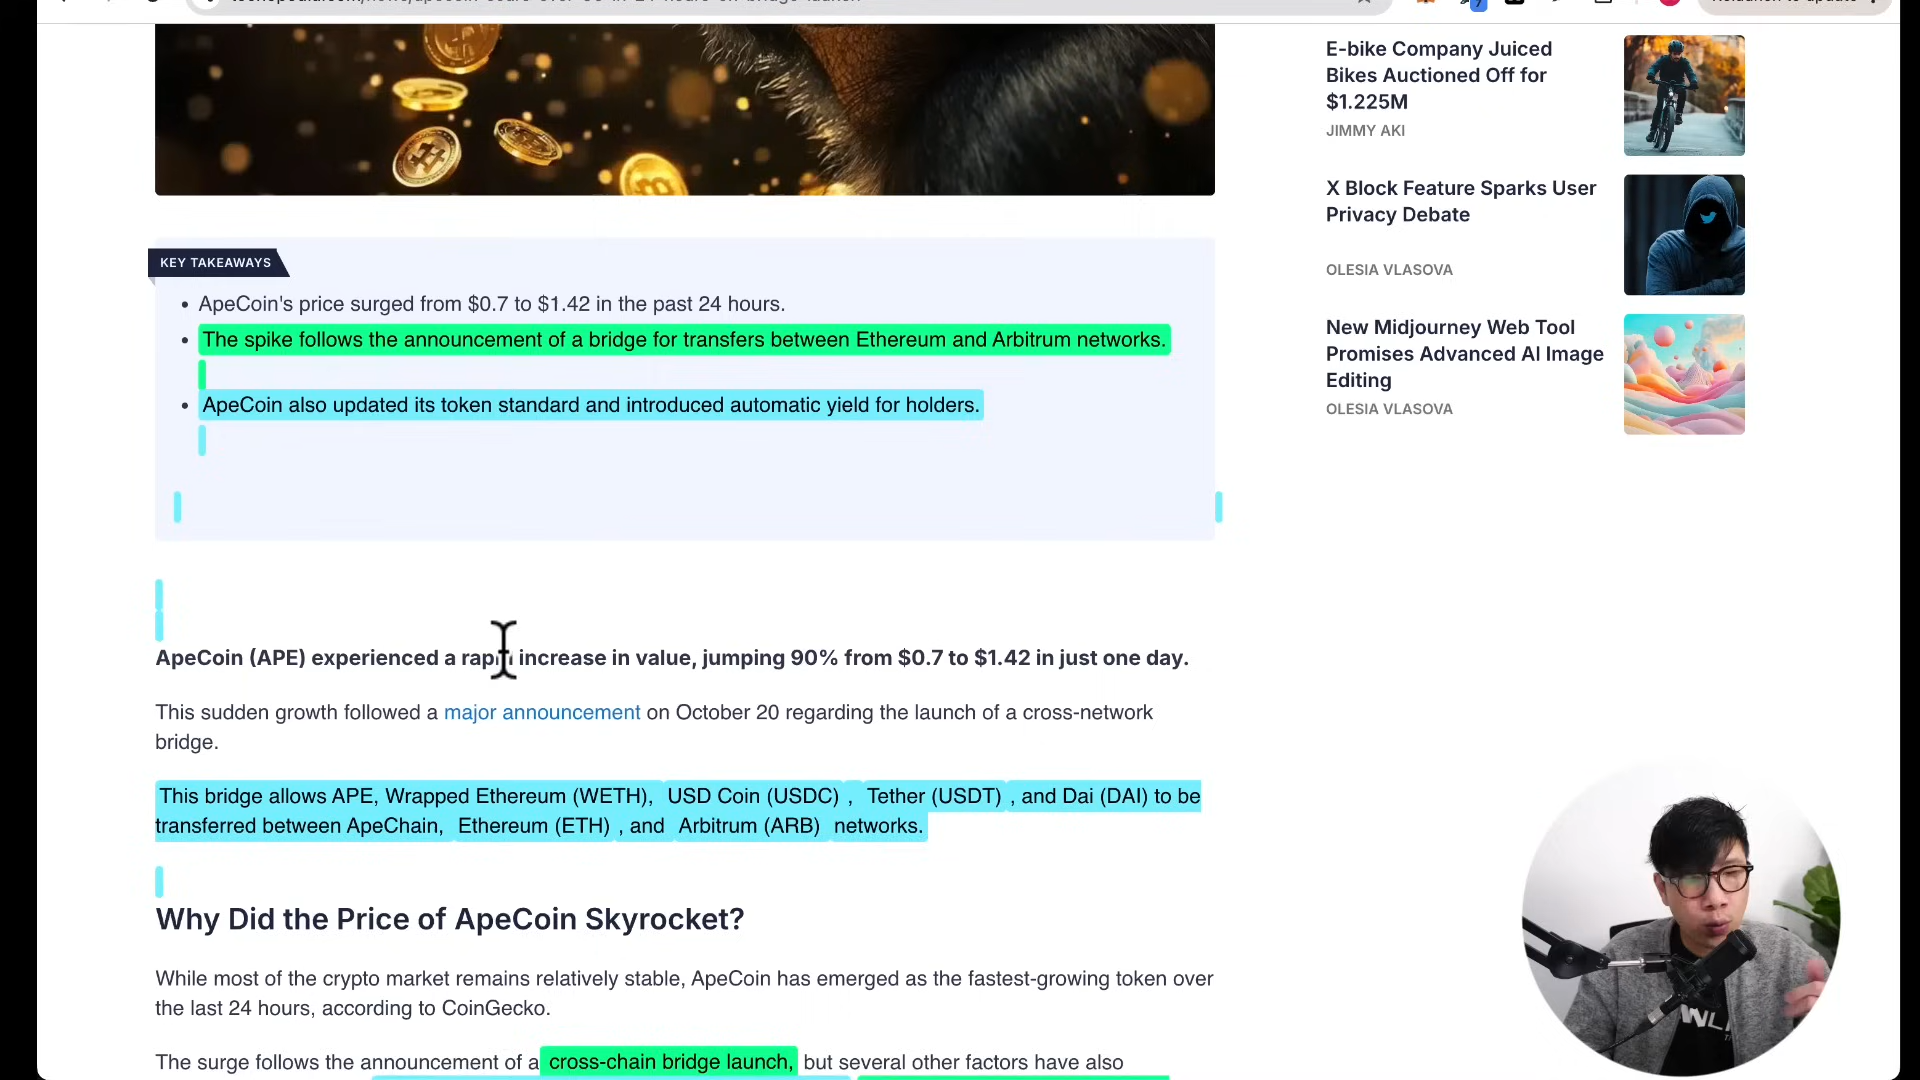 E-bike Company Juiced
Bikes Auctioned Off for
$1.225M
JIMMY AKI
X Block Feature Sparks User
Privacy Debate
OLESIA VLASOVA
New Midjourney Web Tool
Promises Advanced AI Image
Editing
OLESIA VLASOVA
KEY TAKEAWAYS
• ApeCoin's price surged from $0.7 to $1.42 in the past 24 hours.
• The spike follows the announcement of a bridge for transfers between Ethereum and Arbitrum networks.
• ApeCoin also updated its token standard and introduced automatic yield for holders.
ApeCoin (APE) experienced a rapid increase in value, jumping 90% from $0.7 to $1.42 in just one day.
This sudden growth followed a major announcement on October 20 regarding the launch of a cross-network
bridge.
This bridge allows APE, Wrapped Ethereum (WETH), USD Coin (USDC) , Tether (USDT) , and Dai (DAI) to be
transferred between ApeChain, Ethereum (ETH) , and Arbitrum (ARB) networks.
Why Did the Price of ApeCoin Skyrocket?
While most of the crypto market remains relatively stable, ApeCoin has emerged as the fastest-growing token over
the last 24 hours, according to CoinGecko.
The surge follows the announcement of a cross-chain bridge launch, but several other factors have also